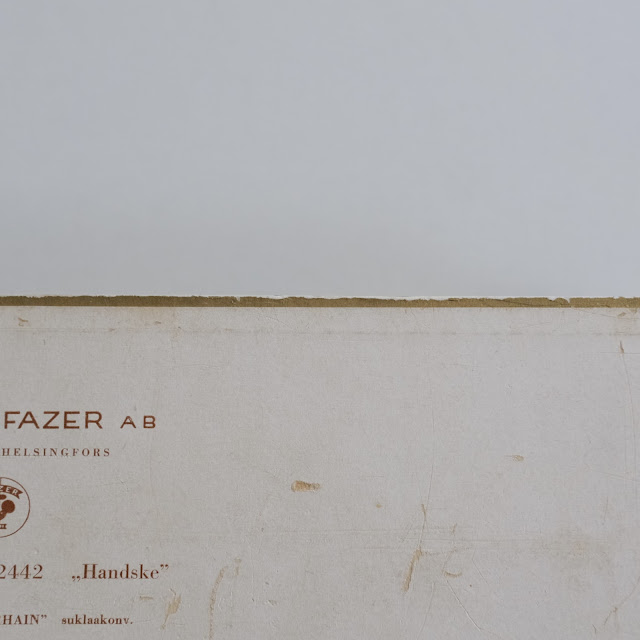 FAZER AB
HELSINGFORS
2442 „Handske”
HAIN” suklaakonv.